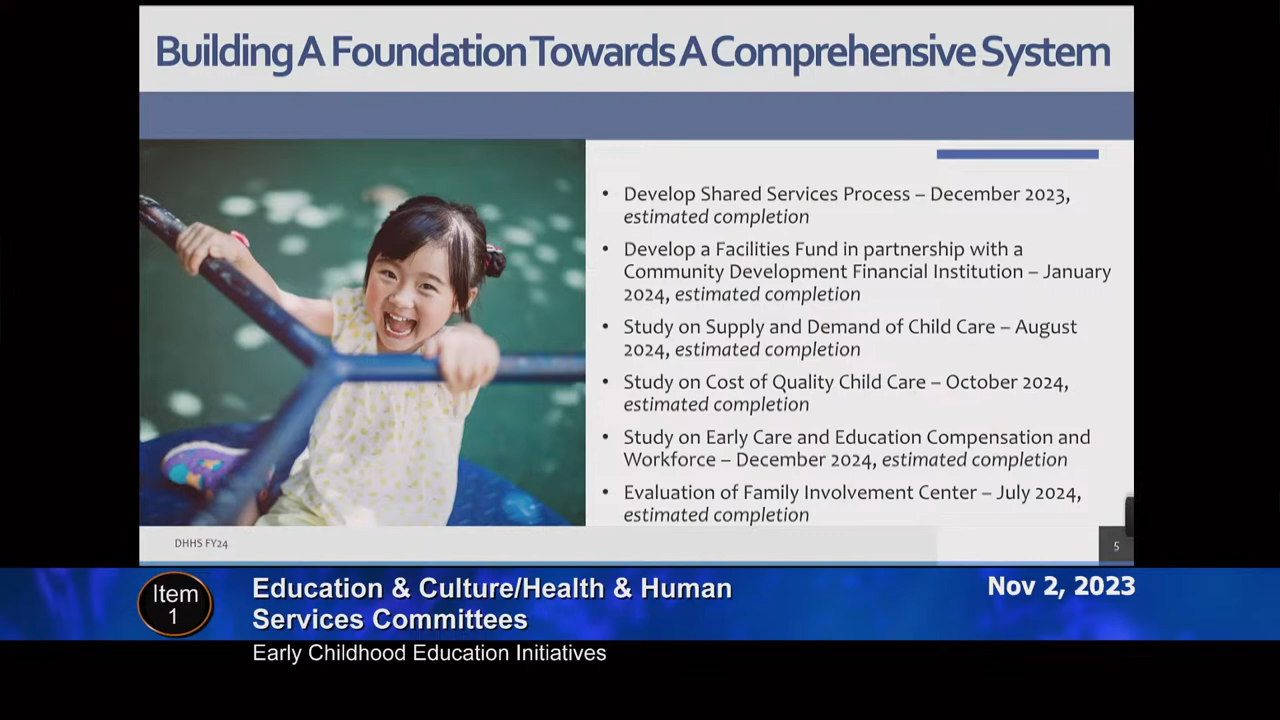 Building A Foundation Towards A Comprehensive System
• Develop Shared Services Process – December 2023,
estimated completion
• Develop a Facilities Fund in partnership with a
Community Development Financial Institution – January
2024, estimated completion
• Study on Supply and Demand of Child Care – August
2024, estimated completion
• Study on Cost of Quality Child Care – October 2024,
estimated completion
• Study on Early Care and Education Compensation and
Workforce – December 2024, estimated completion
• Evaluation of Family Involvement Center – July 2024,
estimated completion
DHHS FY24
5
Item
1
Education & Culture/Health & Human
Services Committees
Nov 2, 2023
Early Childhood Education Initiatives